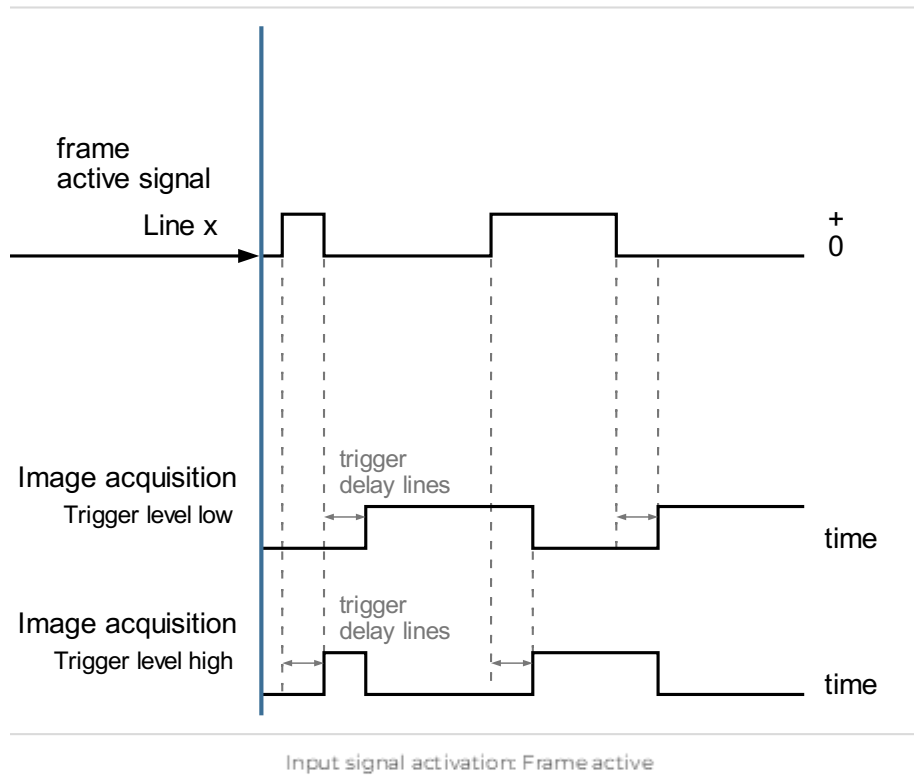 frame
active signal
Line x
+
0
Image acquisition
Trigger level low
trigger
delay lines
time
Image acquisition
Trigger level high
trigger
delay lines
time
Input signal activation: Frame active